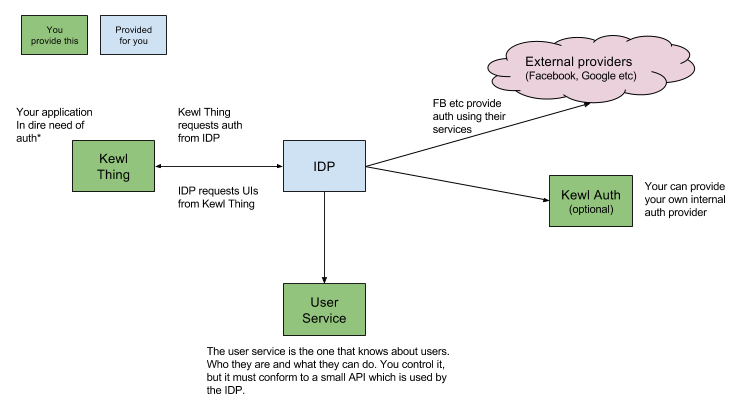 You
provide this
Provided
for you
External providers
(Facebook, Google etc)
Your application
In dire need of
auth*
Kewl Thing
requests auth
from IDP
FB etc provide
auth using their
services
Kewl
Thing
IDP
IDP requests UIs
from Kewl Thing
Kewl Auth
(optional)
Your can provide
your own internal
auth provider
User
Service
The user service is the one that knows about users.
Who they are and what they can do. You control it,
but it must conform to a small API which is used by
the IDP.